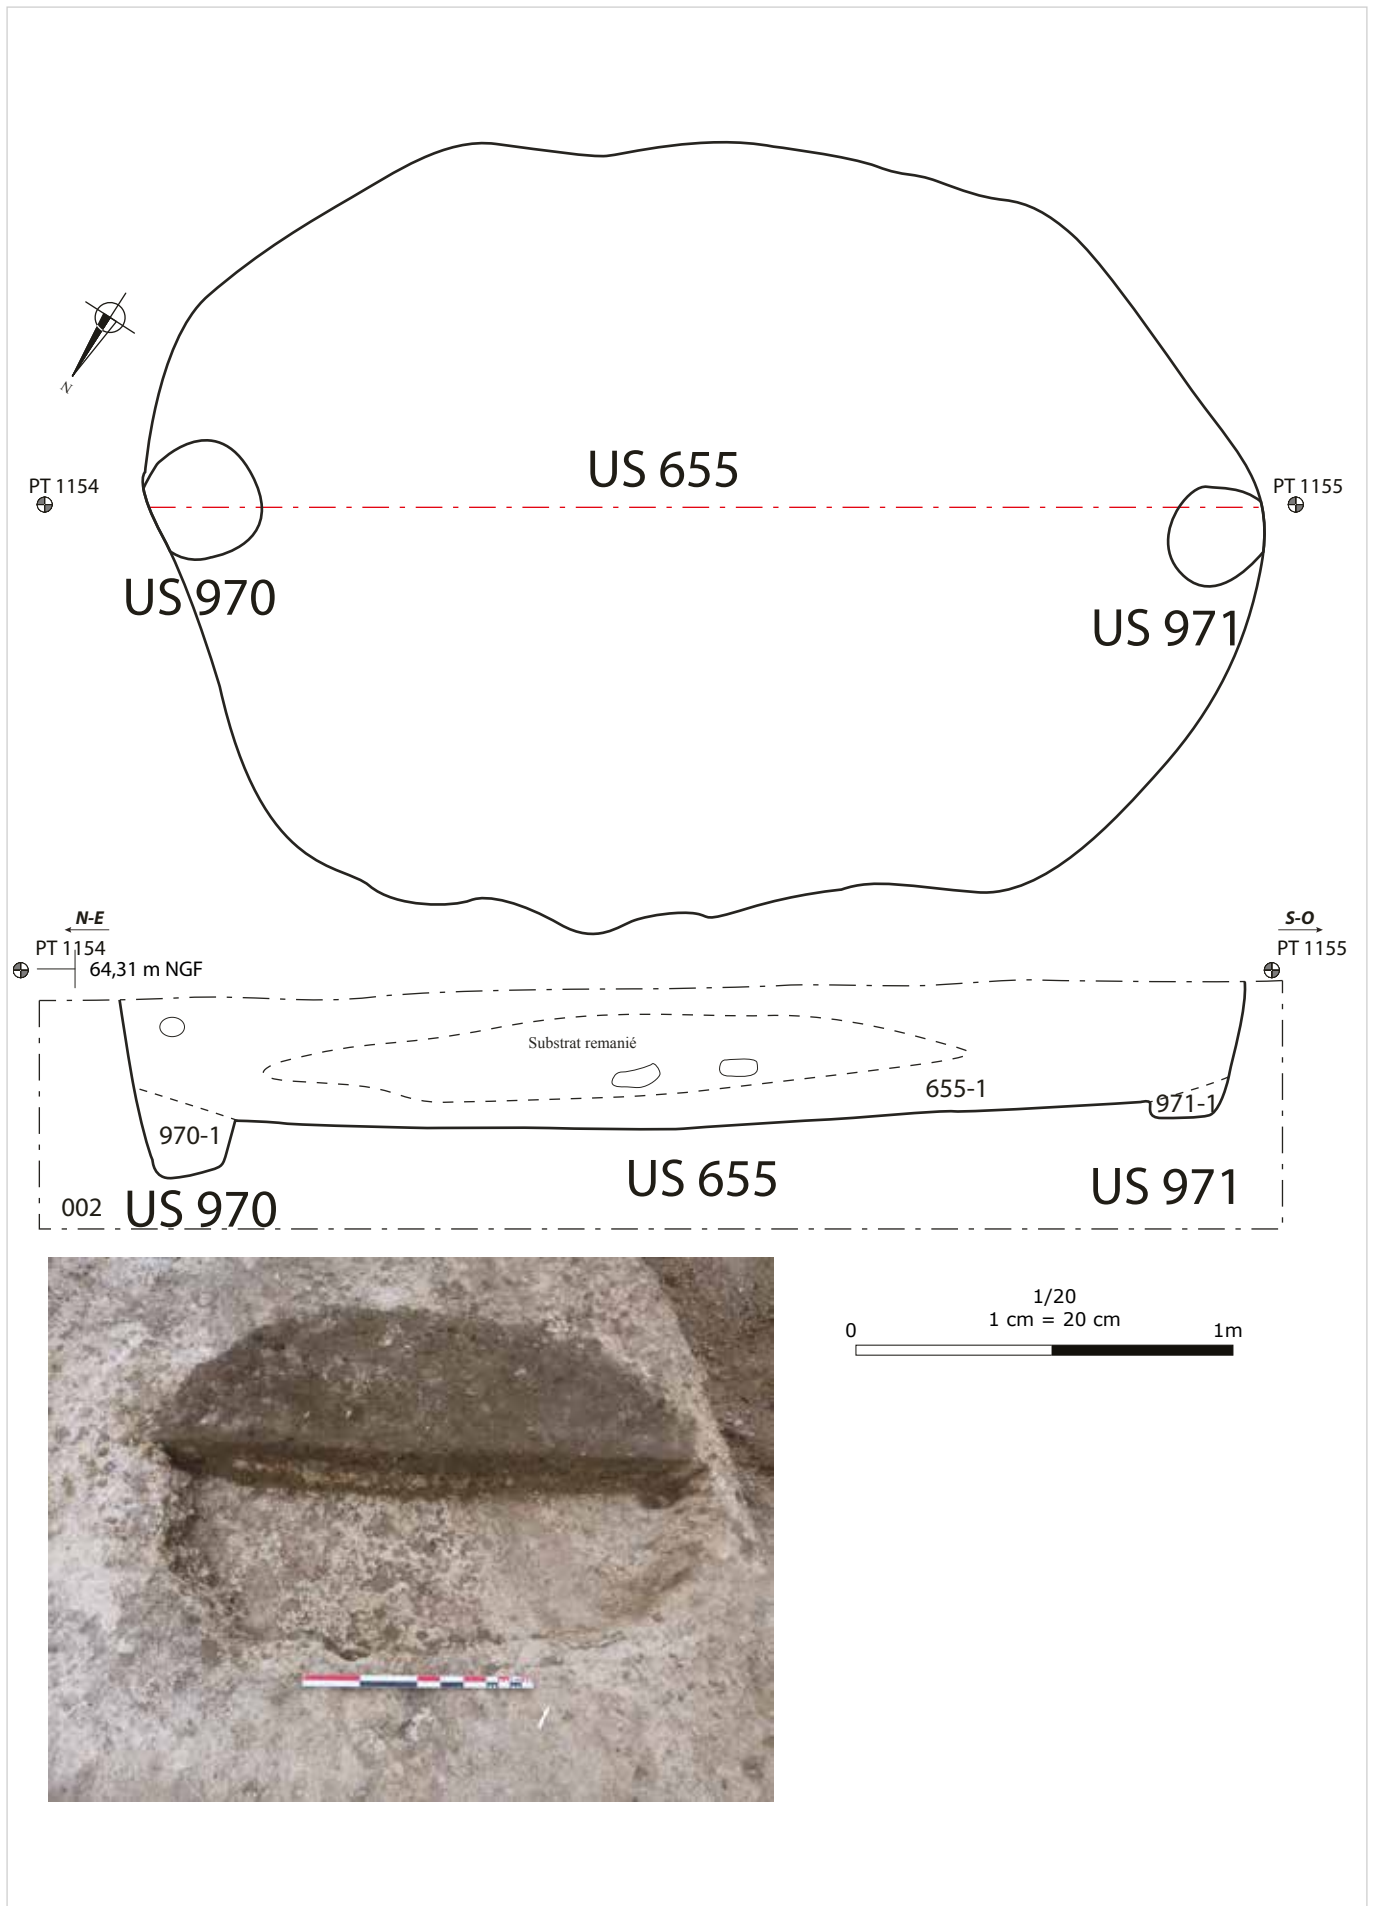 N
PT 1154
US 655
PT 1155
US 970
US 971
N-E
S-O
PT 1154
PT 1155
64,31 m NGF
Substrat remanié
655-1
971-1
970-1
US 655
US 971
002
US 970
1/20
1 cm = 20 cm
0
1m